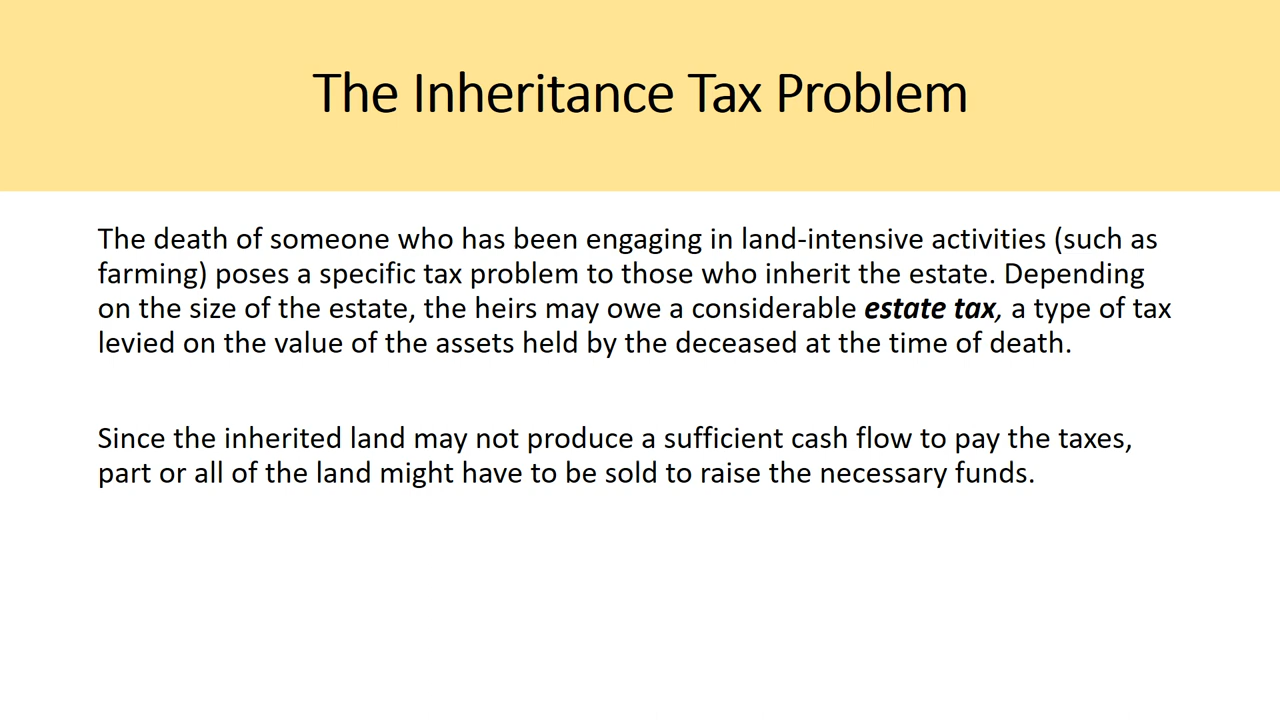 The Inheritance Tax Problem
The death of someone who has been engaging in land-intensive activities (such as
farming) poses a specific tax problem to those who inherit the estate. Depending
on the size of the estate, the heirs may owe a considerable estate tax, a type of tax
levied on the value of the assets held by the deceased at the time of death.
Since the inherited land may not produce a sufficient cash flow to pay the taxes,
part or all of the land might have to be sold to raise the necessary funds.